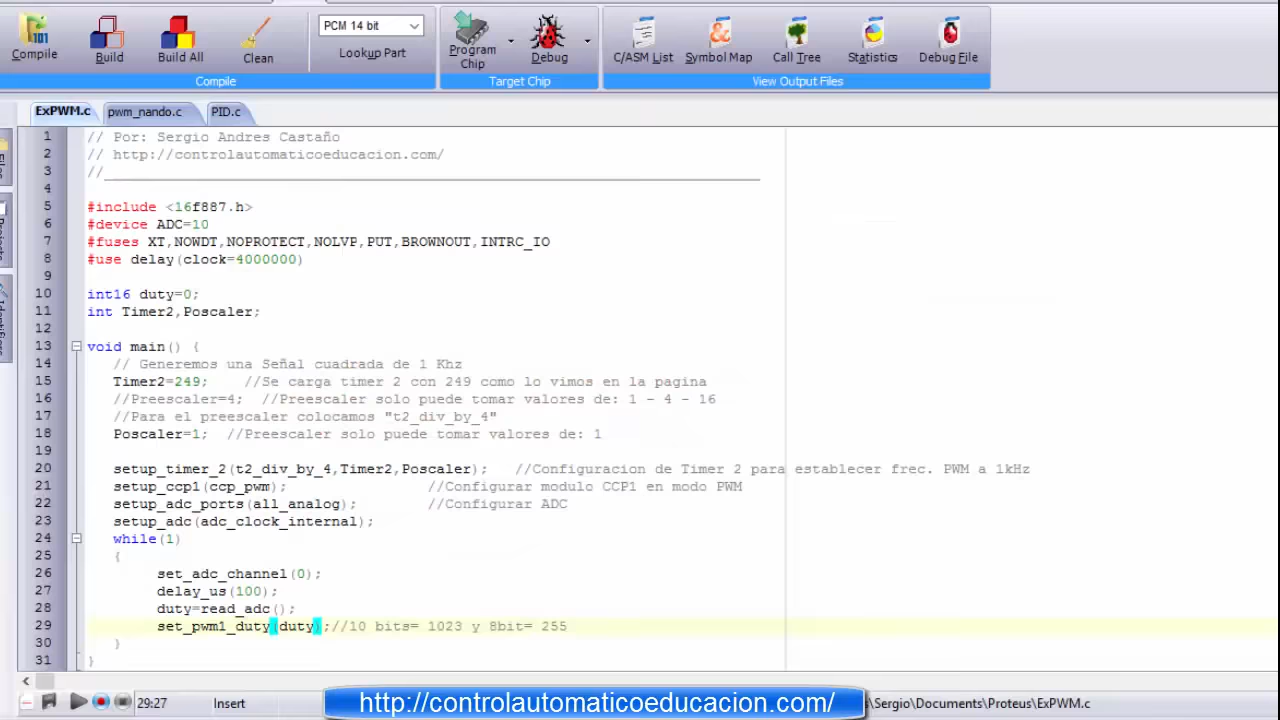 PCM 14 bit
Compile
Build
Build All
Clean
Lookup Part
Program Chip
Debug
C/ASM List
Symbol Map
Call Tree
Statistics
Debug File
Compile
Target Chip
View Output Files
ExPWM.c
pwm_nando.c
PID.c
1 // Por: Sergio Andres Castaño
2 // http://controlautomaticoeducacion.com/
3 //____________________________________________________________________________
4
5 #include <16f887.h>
6 #device ADC=10
7 #fuses XT,NOWDT,NOPROTECT,NOLVP,PUT,BROWNOUT,INTRC_IO
8 #use delay(clock=4000000)
9
10 int16 duty=0;
11 int Timer2,Poscaler;
12
13 void main() {
14 // Generemos una Señal cuadrada de 1 Khz
15 Timer2=249; //Se carga timer 2 con 249 como lo vimos en la pagina
16 //Preescaler=4; //Preescaler solo puede tomar valores de: 1 - 4 - 16
17 //Para el preescaler colocamos "t2_div_by_4"
18 Poscaler=1; //Preescaler solo puede tomar valores de: 1
19
20 setup_timer_2(t2_div_by_4,Timer2,Poscaler); //Configuracion de Timer 2 para establecer frec. PWM a 1kHz
21 setup_ccp1(ccp_pwm); //Configurar modulo CCP1 en modo PWM
22 setup_adc_ports(all_analog); //Configurar ADC
23 setup_adc(adc_clock_internal);
24 while(1)
25 {
26 set_adc_channel(0);
27 delay_us(100);
28 duty=read_adc();
29 set_pwm1_duty(duty);//10 bits= 1023 y 8bit= 255
30 }
31 }
29:27
Insert
http://controlautomaticoeducacion.com/
\Sergio\Documents\Proteus\ExPWM.c